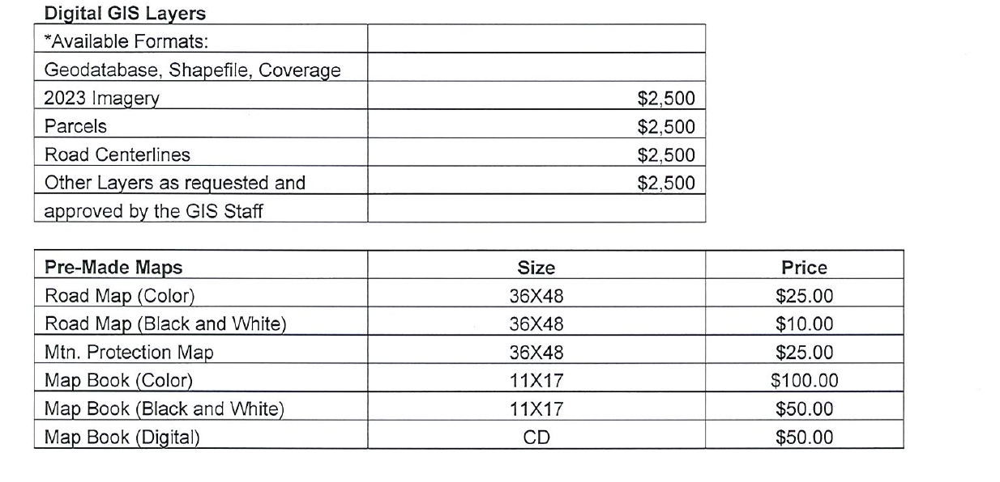 Digital GIS Layers
*Available Formats:
Geodatabase, Shapefile, Coverage
2023 Imagery $2,500
Parcels $2,500
Road Centerlines $2,500
Other Layers as requested and $2,500
approved by the GIS Staff
Pre-Made Maps Size Price
Road Map (Color) 36X48 $25.00
Road Map (Black and White) 36X48 $10.00
Mtn. Protection Map 36X48 $25.00
Map Book (Color) 11X17 $100.00
Map Book (Black and White) 11X17 $50.00
Map Book (Digital) CD $50.00